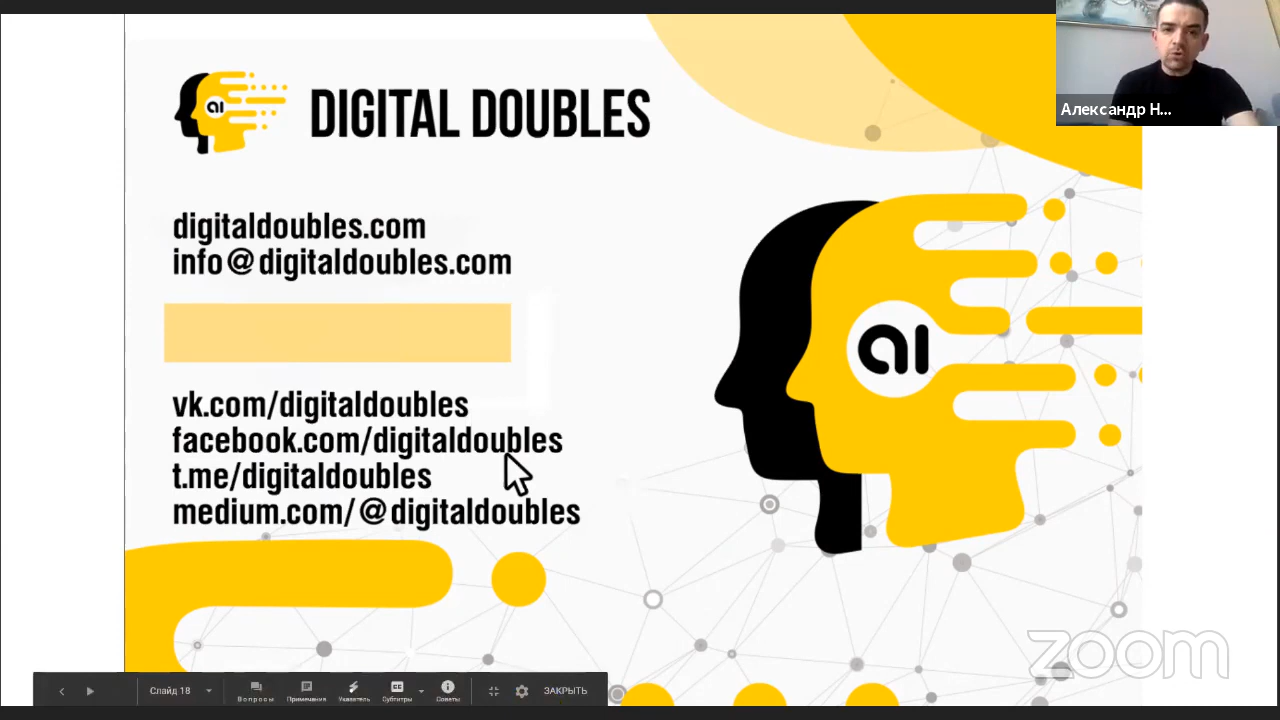 DIGITAL DOUBLES
ai
Александр Н...
digitaldoubles.com
info@digitaldoubles.com
ai
vk.com/digitaldoubles
facebook.com/digitaldoubles
t.me/digitaldoubles
medium.com/@digitaldoubles
zoom
Слайд 18
Вопросы
Примечания
Указатель
Субтитры
Советы
ЗАКРЫТЬ